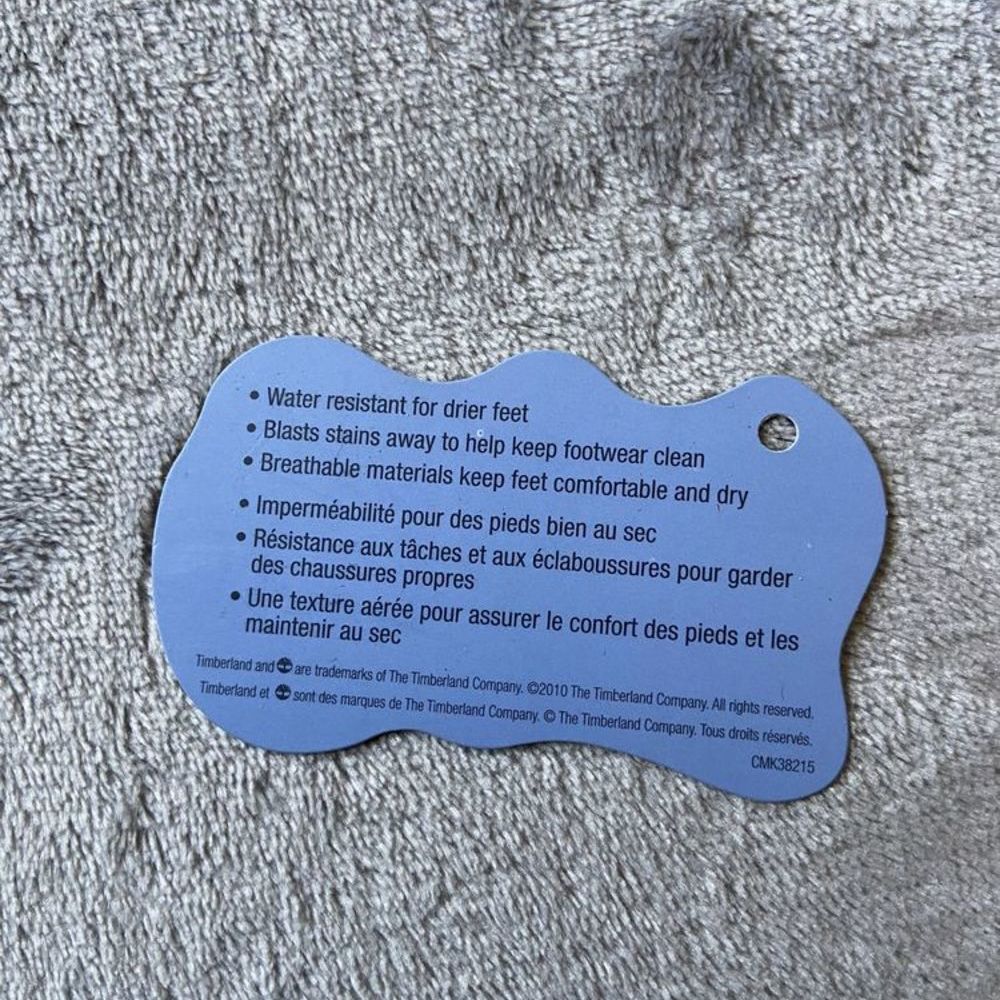 • Water resistant for drier feet
• Blasts stains away to help keep footwear clean
• Breathable materials keep feet comfortable and dry
• Imperméabilité pour des pieds bien au sec
• Résistance aux tâches et aux éclaboussures pour garder
des chaussures propres
• Une texture aérée pour assurer le confort des pieds et les
maintenir au sec
Timberland and are trademarks of The Timberland Company. ©2010 The Timberland Company. All rights reserved.
Timberland et sont des marques de The Timberland Company. © The Timberland Company. Tous droits réservés.
CMK38215